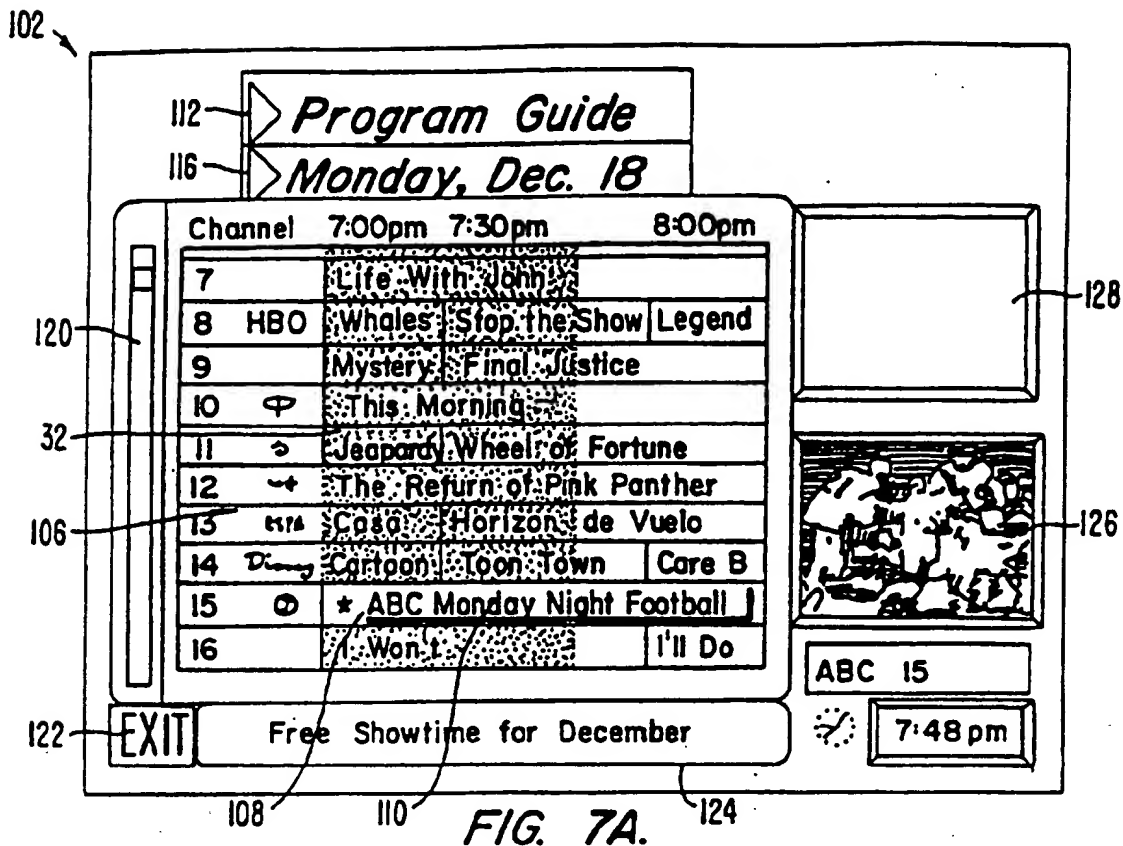 102
112 Program Guide
116 Monday, Dec. 18
Channel 7:00pm 7:30pm 8:00pm
7 Life With John
128
8 HBO Whales Stop the Show Legend
120
9 Mystery Final Justice
10 This Morning
32
11 Jeapardy Wheel of Fortune
12 The Return of Pink Panther
106
13 Casa Horizon de Vuelo
126
14 Disney Cartoon Toon Town Care B
15 * ABC Monday Night Football
16 I Won't I'll Do
ABC 15
122 EXIT Free Showtime for December 7:48pm
108 110 124
FIG. 7A.